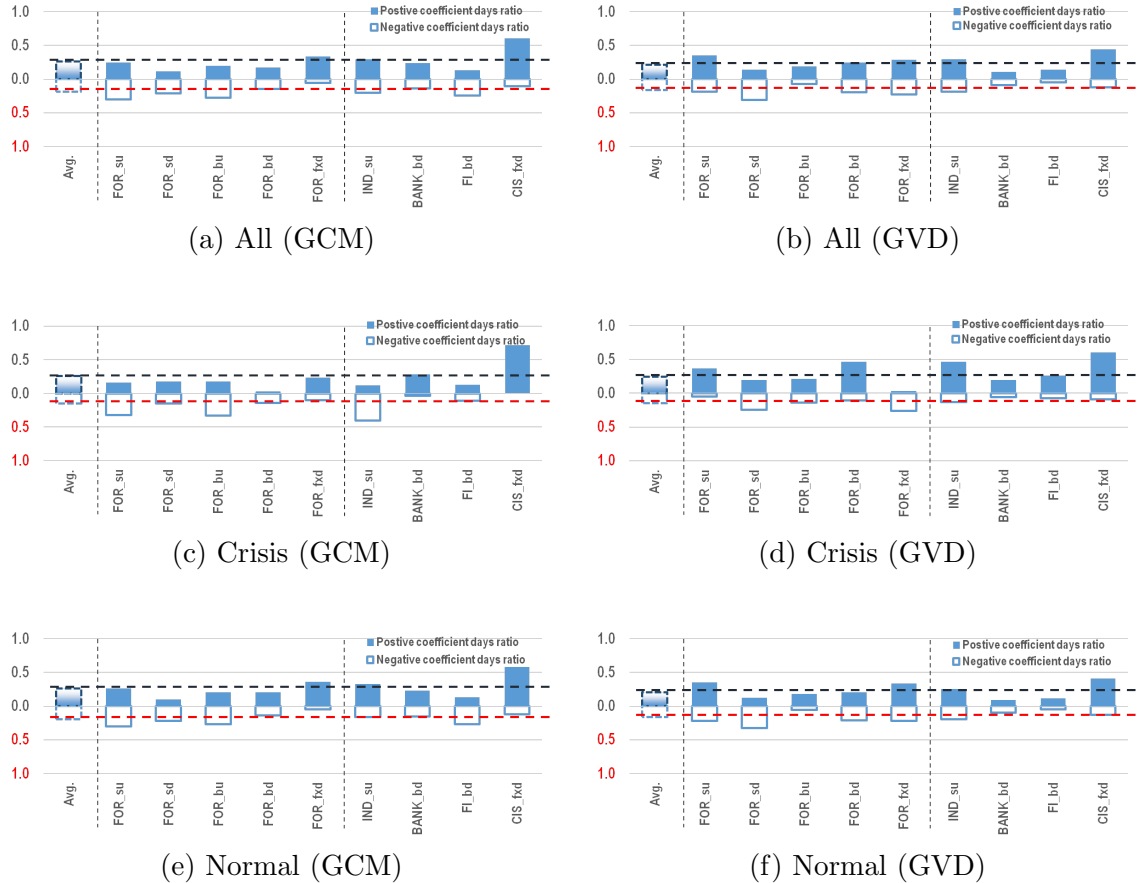 1.0
0.5
0.0
0.5
1.0
Postive coefficient days ratio
Negative coefficient days ratio
Avg.
FOR_su
FOR_sd
FOR_bu
FOR_bd
FOR_fxd
IND_su
BANK_bd
FI_bd
CIS_fxd
(a) All (GCM)
1.0
0.5
0.0
0.5
1.0
Postive coefficient days ratio
Negative coefficient days ratio
Avg.
FOR_su
FOR_sd
FOR_bu
FOR_bd
FOR_fxd
IND_su
BANK_bd
FI_bd
CIS_fxd
(b) All (GVD)
1.0
0.5
0.0
0.5
1.0
Postive coefficient days ratio
Negative coefficient days ratio
Avg.
FOR_su
FOR_sd
FOR_bu
FOR_bd
FOR_fxd
IND_su
BANK_bd
FI_bd
CIS_fxd
(c) Crisis (GCM)
1.0
0.5
0.0
0.5
1.0
Postive coefficient days ratio
Negative coefficient days ratio
Avg.
FOR_su
FOR_sd
FOR_bu
FOR_bd
FOR_fxd
IND_su
BANK_bd
FI_bd
CIS_fxd
(d) Crisis (GVD)
1.0
0.5
0.0
0.5
1.0
Postive coefficient days ratio
Negative coefficient days ratio
Avg.
FOR_su
FOR_sd
FOR_bu
FOR_bd
FOR_fxd
IND_su
BANK_bd
FI_bd
CIS_fxd
(e) Normal (GCM)
1.0
0.5
0.0
0.5
1.0
Postive coefficient days ratio
Negative coefficient days ratio
Avg.
FOR_su
FOR_sd
FOR_bu
FOR_bd
FOR_fxd
IND_su
BANK_bd
FI_bd
CIS_fxd
(f) Normal (GVD)